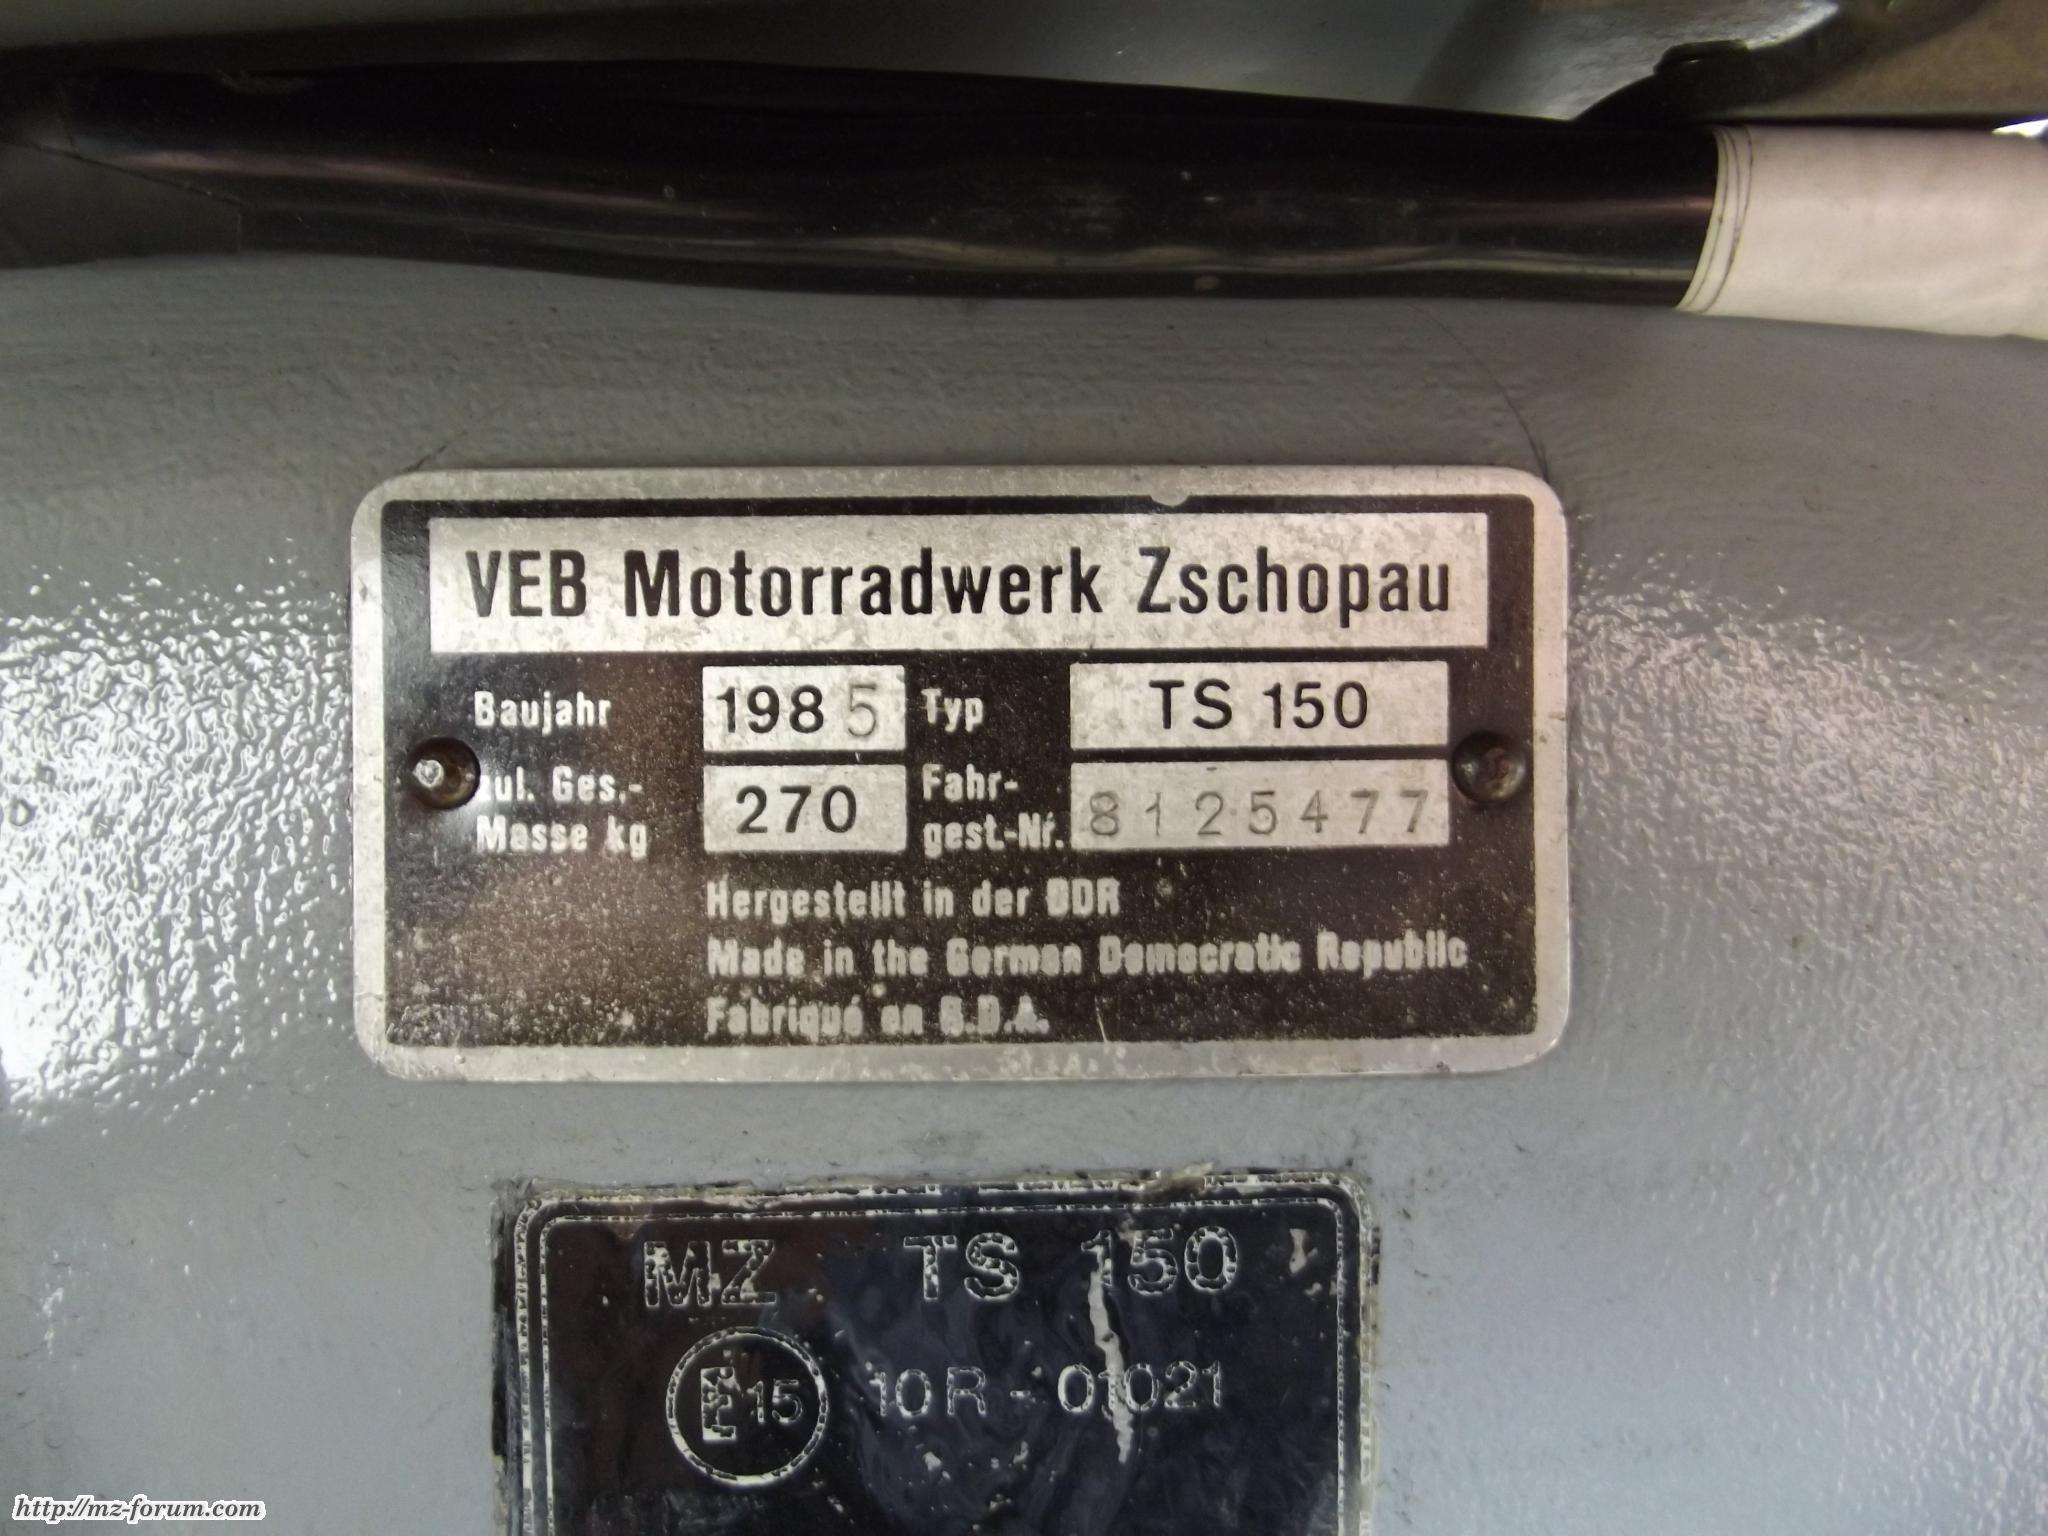 VEB Motorradwerk Zschopau
Baujahr 1985 Typ TS 150
zul. Ges.- Masse kg 270 Fahr- gest.-Nr. 8125477
Hergestellt in der DDR
Made in the German Democratic Republic
Fabriqué en G.D.A.
MZ TS 150
E15 10R-01021
http://mz-forum.com